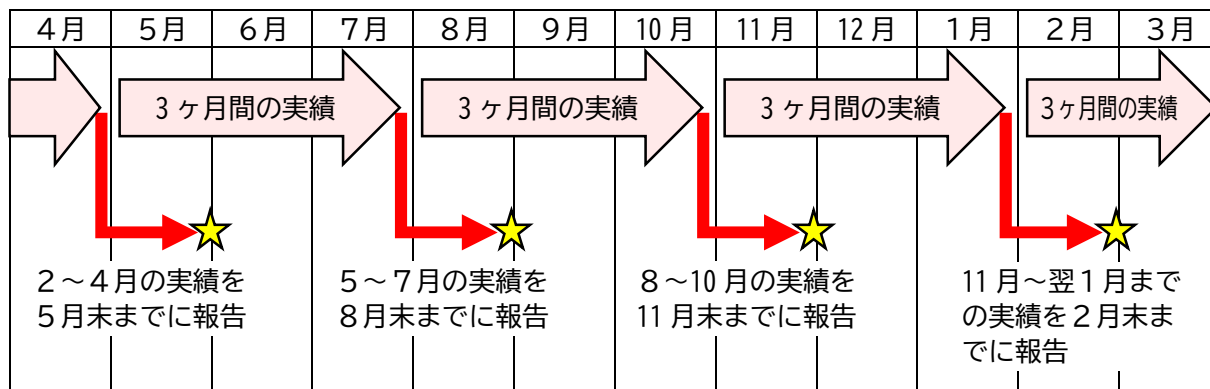 ４月 ５月 ６月 ７月 ８月 ９月 10月 11月 12月 １月 ２月 ３月
３ヶ月間の実績 ３ヶ月間の実績 ３ヶ月間の実績 ３ヶ月間の実績
２～４月の実績を
５月末までに報告
５～７月の実績を
８月末までに報告
８～10月の実績を
11月末までに報告
11月～翌１月まで
の実績を２月末ま
でに報告